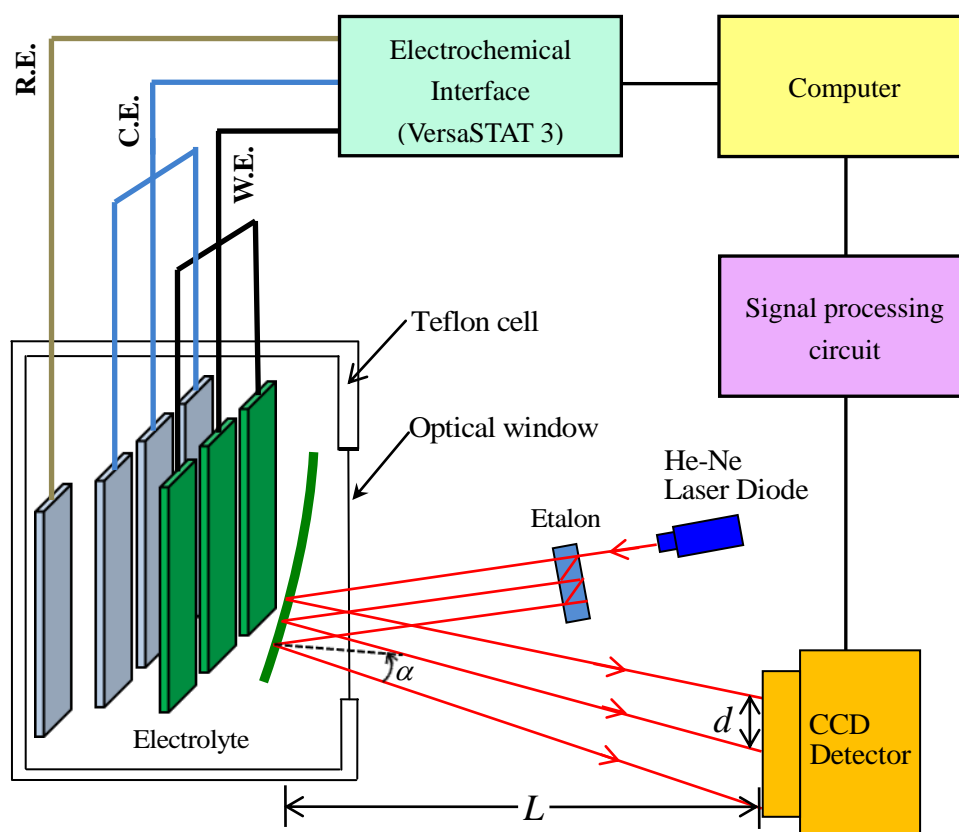 R.E.
C.E.
W.E.
Electrochemical
Interface
(VersaSTAT 3)
Computer
Signal processing
circuit
Teflon cell
Optical window
He-Ne
Laser Diode
Etalon
α
d
CCD
Detector
Electrolyte
L